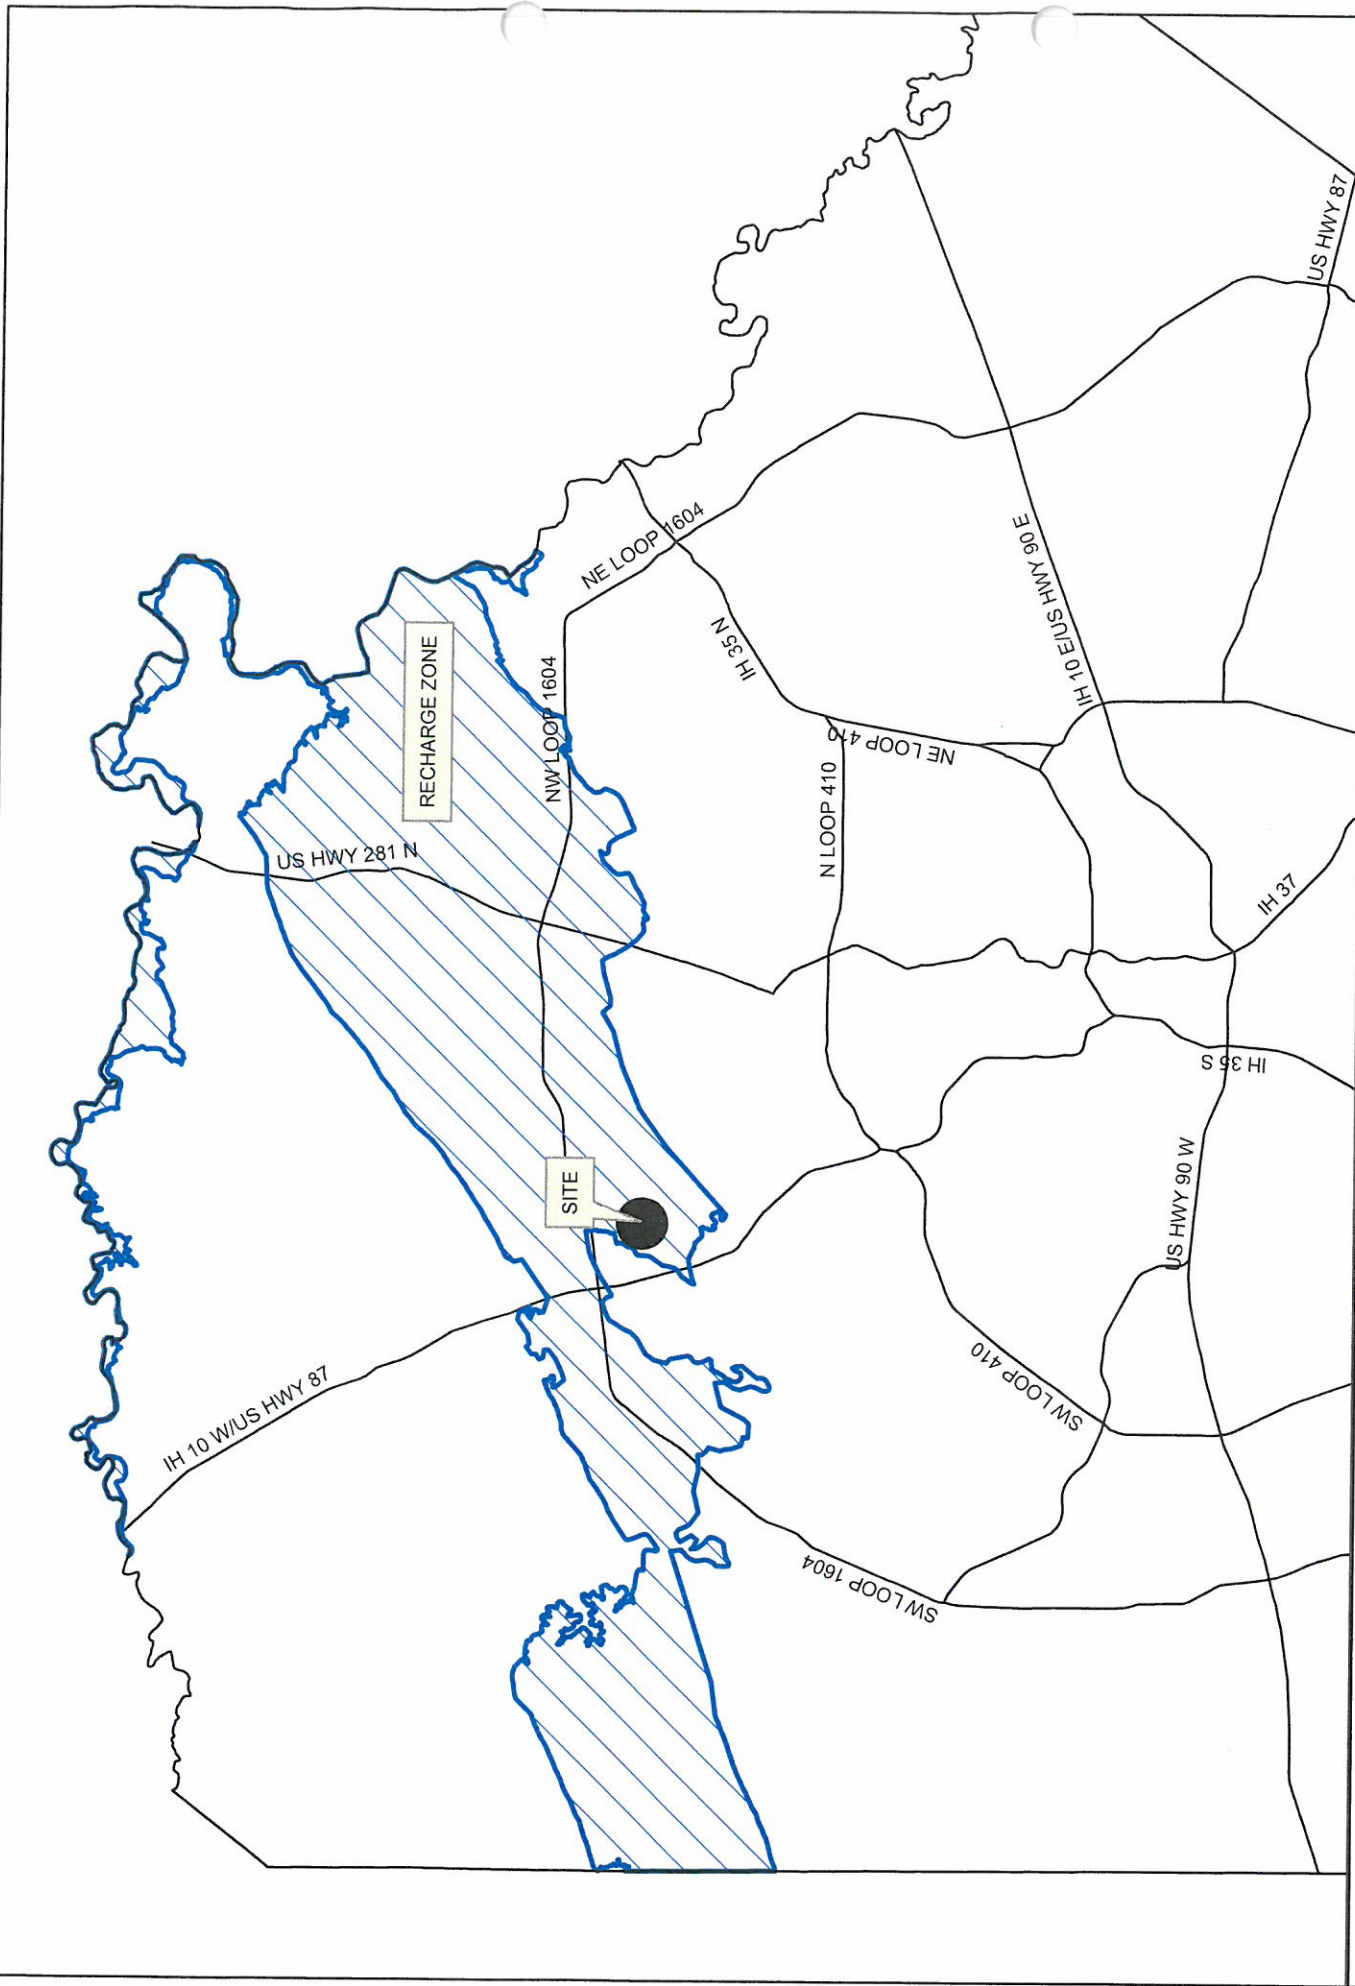 RECHARGE ZONE
US HWY 281 N
NW LOOP 1604
NE LOOP 1604
IH 35 N
NE LOOP 410
N LOOP 410
IH 10 E/US HWY 90 E
US HWY 87
IH 37
IH 35 S
US HWY 90 W
SITE
IH 10 W/US HWY 87
SW LOOP 410
SW LOOP 1604